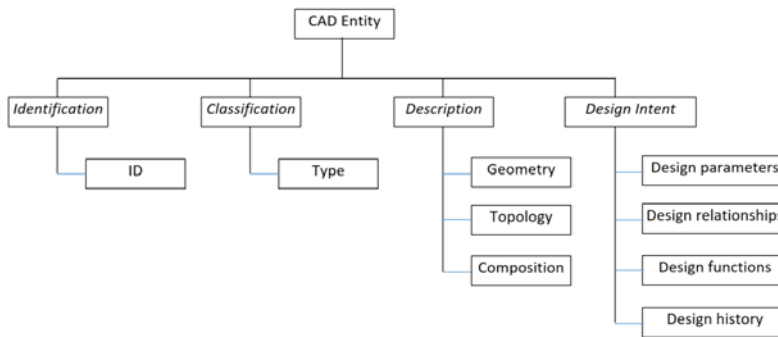 CAD Entity
Identification
Classification
Description
Design Intent
ID
Type
Geometry
Topology
Composition
Design parameters
Design relationships
Design functions
Design history